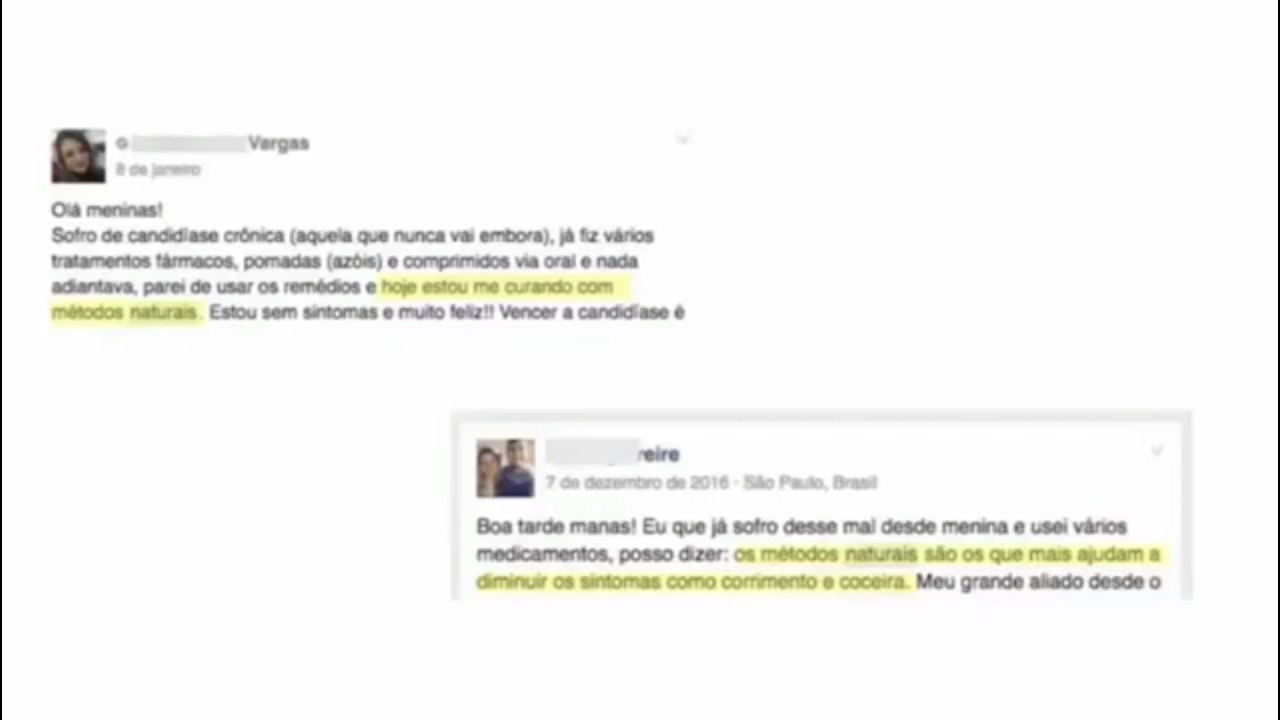 Vargas
8 de janeiro
Olá meninas!
Sofro de candidíase crônica (aquela que nunca vai embora), já fiz vários
tratamentos fármacos, pomadas (azóis) e comprimidos via oral e nada
adiantava, parei de usar os remédios e hoje estou me curando com
métodos naturais. Estou sem sintomas e muito feliz!! Vencer a candidíase é
reire
7 de dezembro de 2016 · São Paulo, Brasil
Boa tarde manas! Eu que já sofro desse mal desde menina e usei vários
medicamentos, posso dizer: os métodos naturais são os que mais ajudam a
diminuir os sintomas como corrimento e coceira. Meu grande aliado desde o